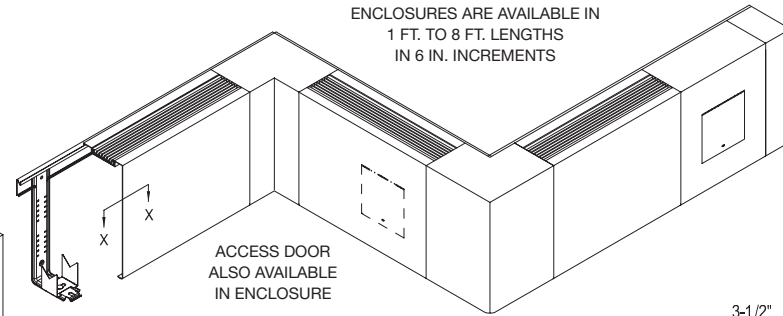 ENCLOSURES ARE AVAILABLE IN
1 FT. TO 8 FT. LENGTHS
IN 6 IN. INCREMENTS
X
X
ACCESS DOOR
ALSO AVAILABLE
IN ENCLOSURE
3-1/2"